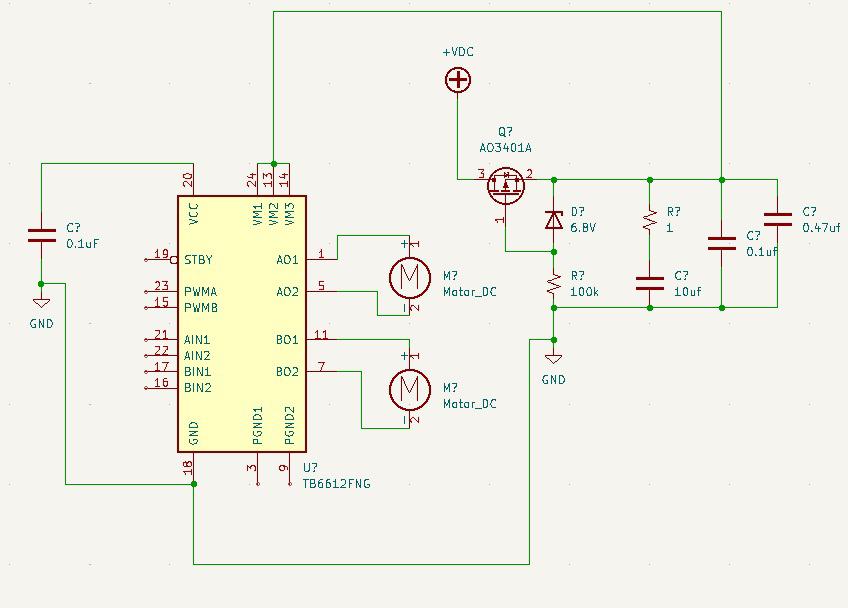 +VDC
Q?
AO3401A
3
2
1
20
24
13
14
VCC
VM1
VM2
VM3
C?
0.1uF
GND
19
STBY
23
PWMA
15
PWMB
21
AIN1
22
AIN2
17
BIN1
16
BIN2
AO1
1
AO2
5
BO1
11
BO2
7
GND
PGND1
PGND2
18
3
9
U?
TB6612FNG
+
1
M
-
2
M?
Motor_DC
+
1
M
-
2
M?
Motor_DC
D?
6.8V
R?
100k
R?
1
C?
10uf
C?
0.1uf
C?
0.47uf
GND